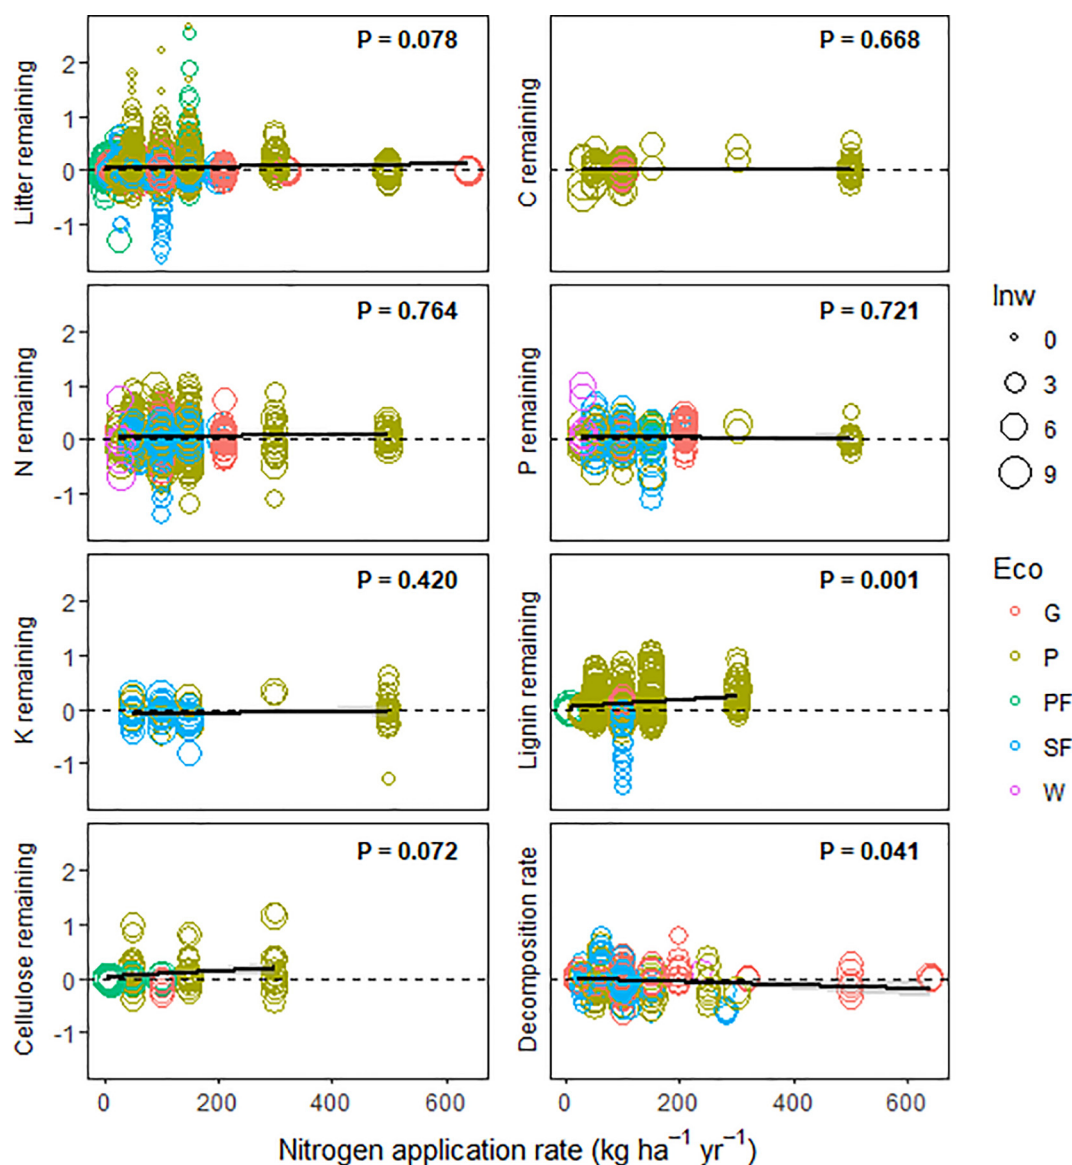 P = 0.078
Litter remaining
2
1
0
-1
P = 0.668
C remaining
P = 0.764
N remaining
2
1
0
-1
P = 0.721
P remaining
P = 0.420
K remaining
2
1
0
-1
P = 0.001
Lignin remaining
P = 0.072
Cellulose remaining
2
1
0
-1
P = 0.041
Decomposition rate
0 200 400 600
0 200 400 600
Nitrogen application rate (kg ha⁻¹ yr⁻¹)
lnw
0
3
6
9
Eco
G
P
PF
SF
W